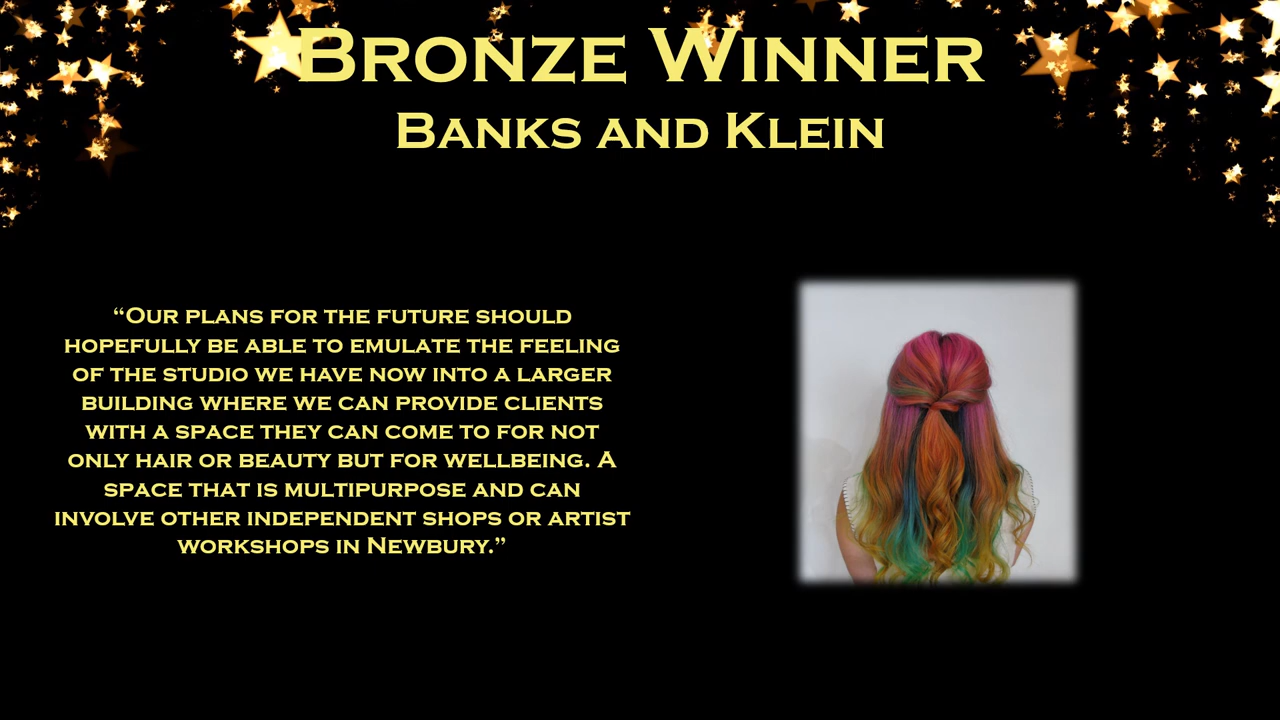 Bronze Winner
Banks and Klein
“Our plans for the future should
hopefully be able to emulate the feeling
of the studio we have now into a larger
building where we can provide clients
with a space they can come to for not
only hair or beauty but for wellbeing. A
space that is multipurpose and can
involve other independent shops or artist
workshops in Newbury.”